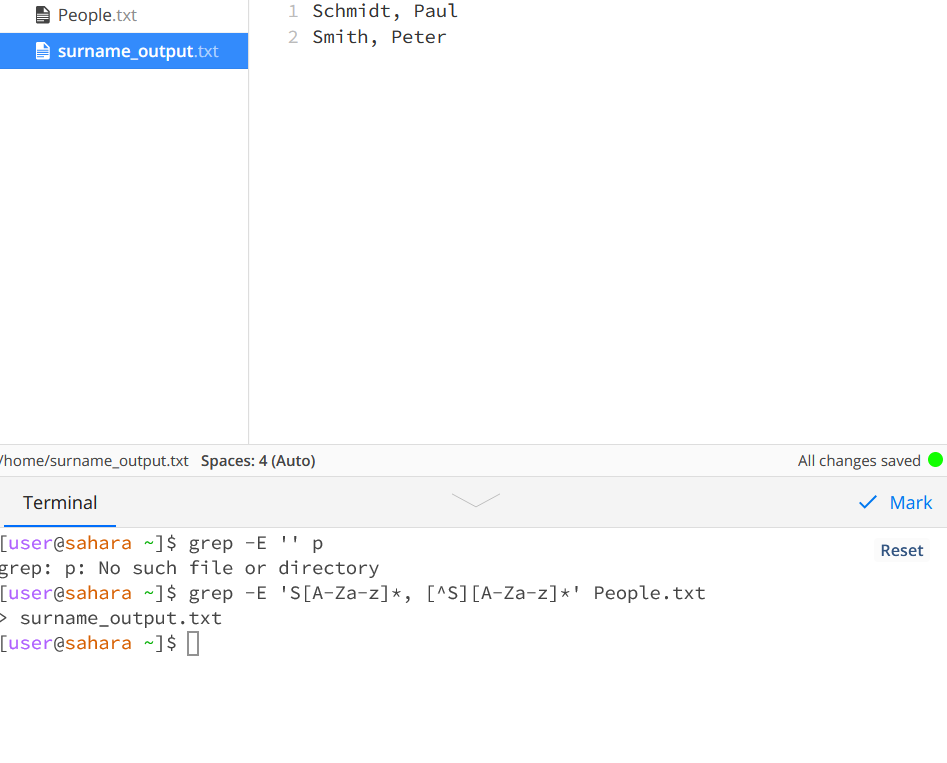 People.txt
surname_output.txt
1 Schmidt, Paul
2 Smith, Peter
/home/surname_output.txt Spaces: 4 (Auto) All changes saved
Terminal Mark
Reset
[user@sahara ~]$ grep -E '' p
grep: p: No such file or directory
[user@sahara ~]$ grep -E 'S[A-Za-z]*, [^S][A-Za-z]*' People.txt
> surname_output.txt
[user@sahara ~]$